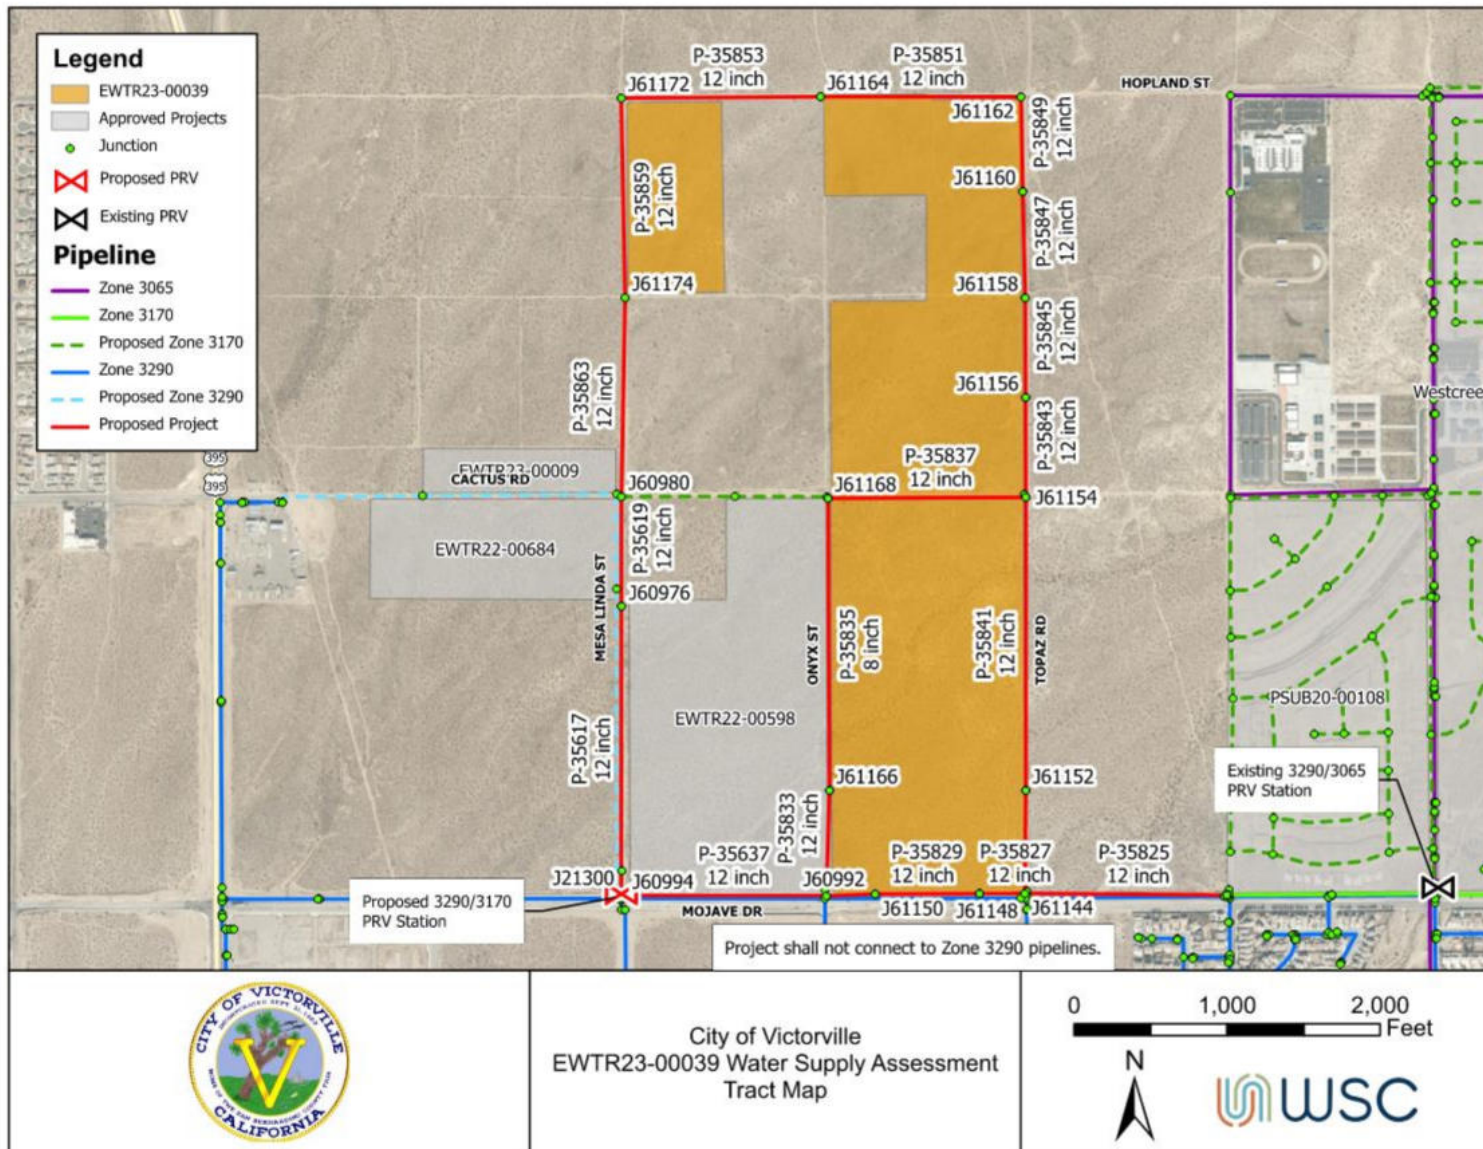 Legend
EWTR23-00039
Approved Projects
Junction
Proposed PRV
Existing PRV
Pipeline
Zone 3065
Zone 3170
Proposed Zone 3170
Zone 3290
Proposed Zone 3290
Proposed Project
P-35853
12 inch
P-35851
12 inch
HOPLAND ST
J61172
J61164
J61162
P-35849
12 inch
J61160
P-35859
12 inch
P-35847
12 inch
J61174
J61158
P-35845
12 inch
P-35863
12 inch
J61156
P-35843
12 inch
Westcree
395
395
EWTR23-00009
CACTUS RD
P-35837
12 inch
J60980
J61168
J61154
P-35619
12 inch
EWTR22-00684
MESA LINDA ST
J60976
ONYX ST
P-35835
8 inch
P-35841
12 inch
TOPAZ RD
EWTR22-00598
PSUB20-00108
P-35617
12 inch
J61166
J61152
Existing 3290/3065
PRV Station
P-35833
12 inch
P-35637
12 inch
P-35829
12 inch
P-35827
12 inch
P-35825
12 inch
J21300
J60994
J60992
J61150
J61148
J61144
Proposed 3290/3170
PRV Station
MOJAVE DR
Project shall not connect to Zone 3290 pipelines.
CITY OF VICTORVILLE
CALIFORNIA
V
City of Victorville
EWTR23-00039 Water Supply Assessment
Tract Map
0 1,000 2,000
Feet
N
WSC